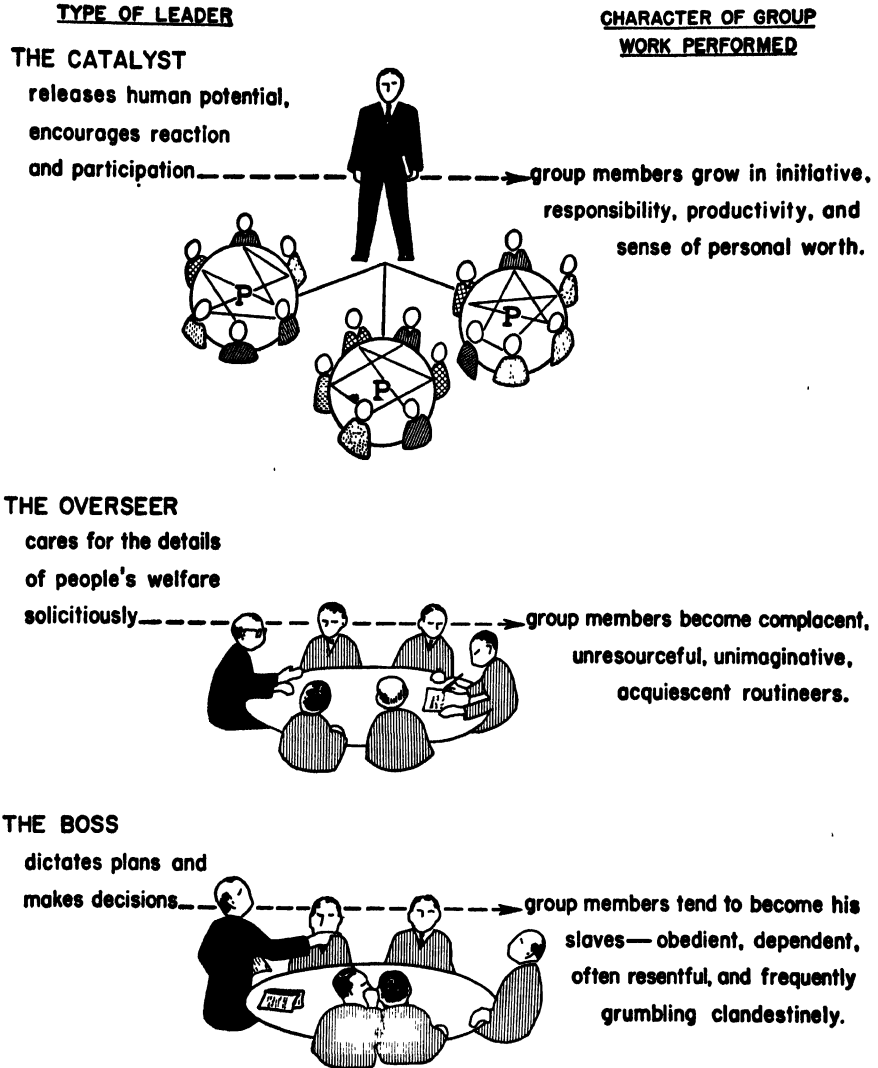 TYPE OF LEADER
CHARACTER OF GROUP
WORK PERFORMED
THE CATALYST
releases human potential,
encourages reaction
and participation
group members grow in initiative,
responsibility, productivity, and
sense of personal worth.
P
P
P
THE OVERSEER
cares for the details
of people's welfare
solicitiously
group members become complacent,
unresourceful, unimaginative,
acquiescent routineers.
THE BOSS
dictates plans and
makes decisions
group members tend to become his
slaves—obedient, dependent,
often resentful, and frequently
grumbling clandestinely.